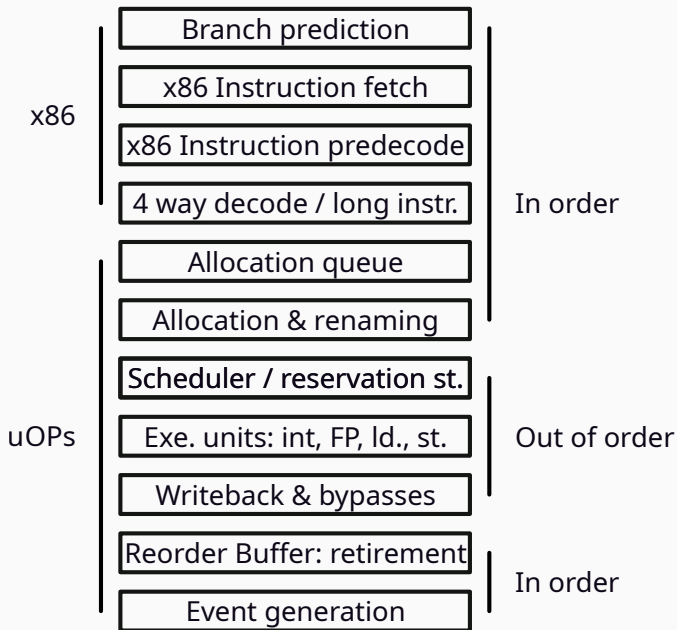 Branch prediction
x86 Instruction fetch
x86
x86 Instruction predecode
4 way decode / long instr.
In order
Allocation queue
Allocation & renaming
Scheduler / reservation st.
uOPs
Exe. units: int, FP, ld., st.
Out of order
Writeback & bypasses
Reorder Buffer: retirement
In order
Event generation